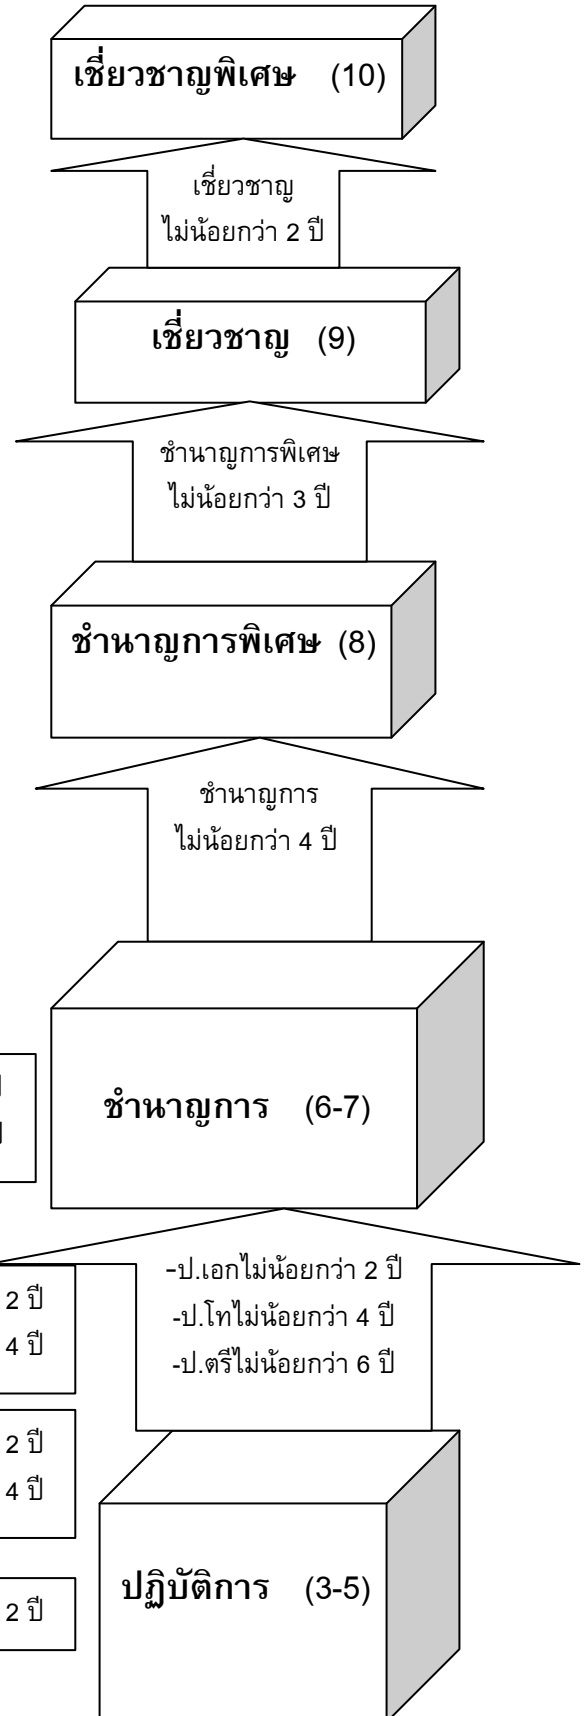 เชี่ยวชาญพิเศษ (10)
เชี่ยวชาญ
ไม่น้อยกว่า 2 ปี
เชี่ยวชาญ (9)
ชำนาญการพิเศษ
ไม่น้อยกว่า 3 ปี
ชำนาญการพิเศษ (8)
ชำนาญการ
ไม่น้อยกว่า 4 ปี
ชำนาญการ (6-7)
-ป.เอกไม่น้อยกว่า 2 ปี
-ป.โทไม่น้อยกว่า 4 ปี
-ป.ตรีไม่น้อยกว่า 6 ปี
2 ปี
4 ปี
2 ปี
4 ปี
ปฏิบัติการ (3-5)
2 ปี